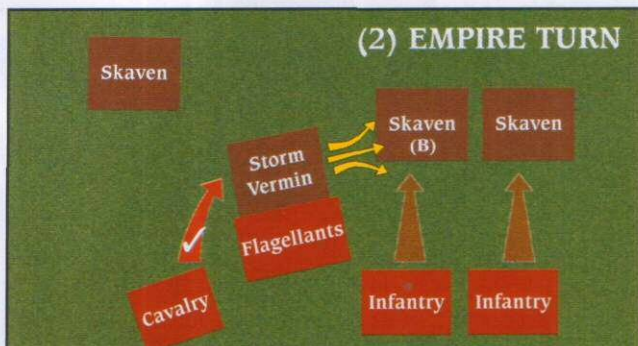 (2) EMPIRE TURN
Skaven
Skaven
(B)
Skaven
Storm
Vermin
Flagellants
Cavalry
Infantry
Infantry